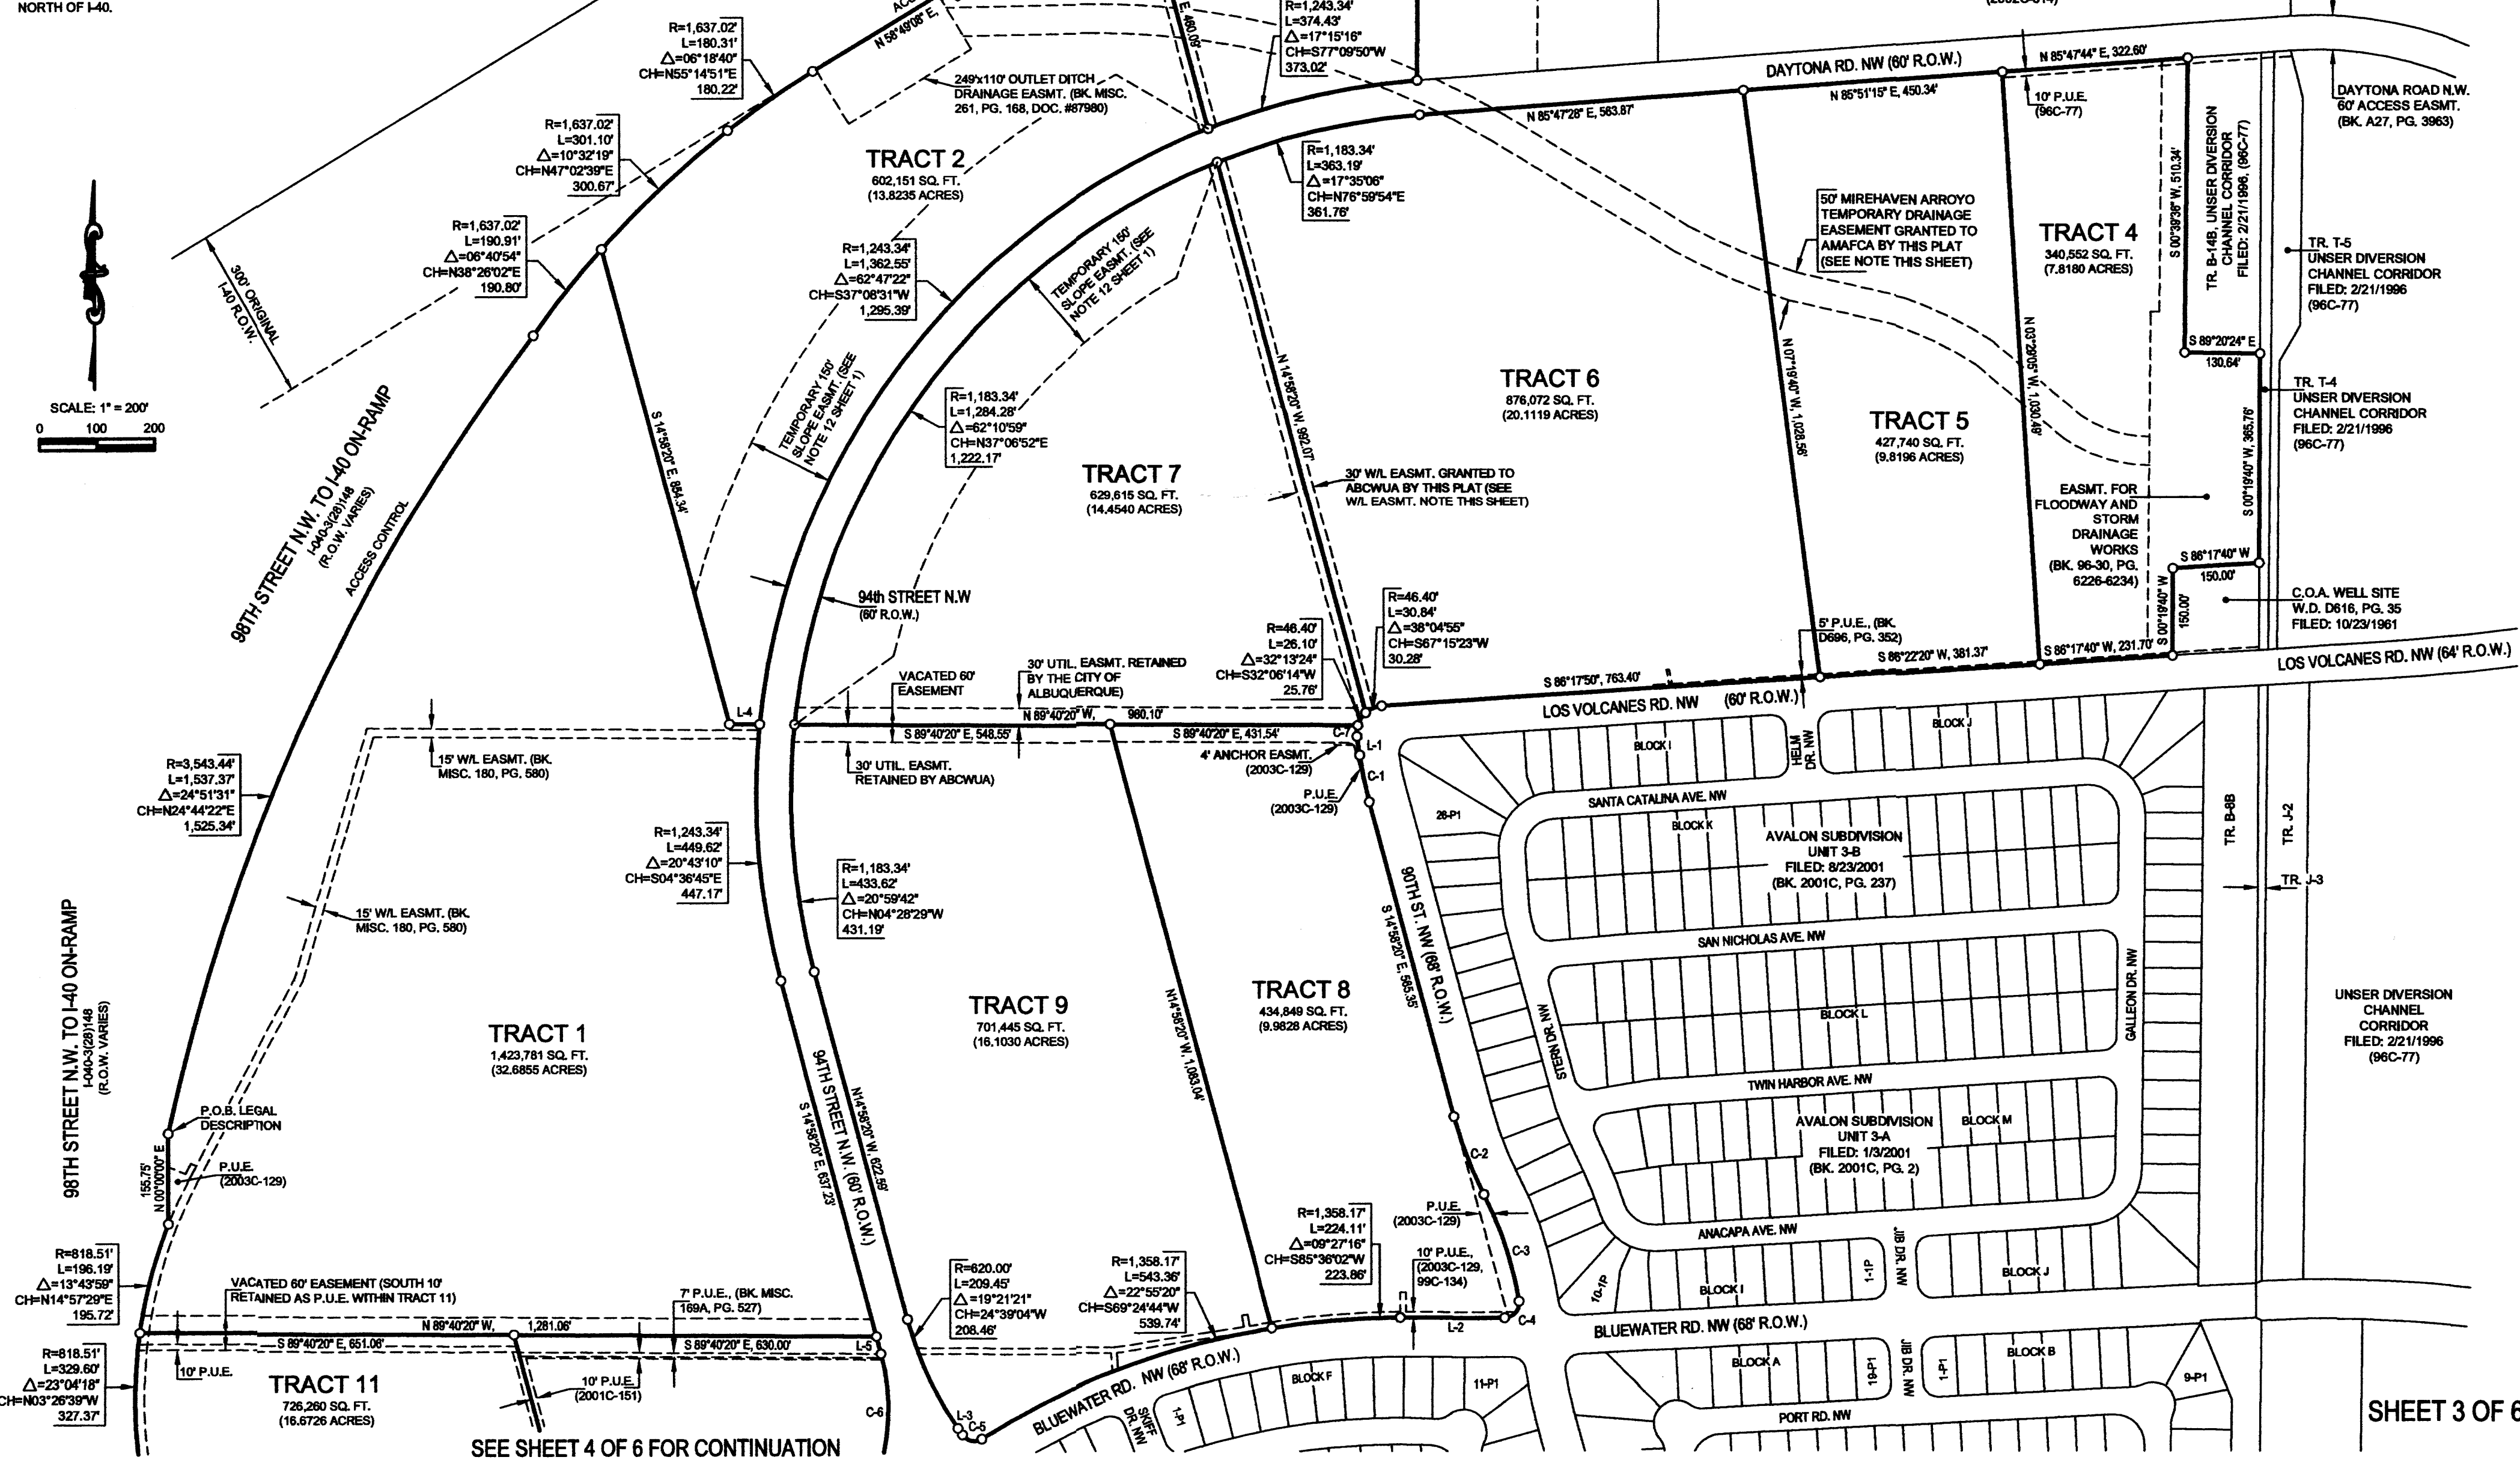 NORTH OF I-40.
R=1,637.02'
L=180.31'
Δ=06°18'40"
CH=N55°14'51"E
180.22'
N 58°49'08" E,
E, 460.09'
R=1,243.34'
L=374.43'
Δ=17°15'16"
CH=S77°09'50"W
373.02'
249'x110' OUTLET DITCH
DRAINAGE EASMT. (BK. MISC.
261, PG. 168, DOC. #87980)
DAYTONA RD. NW (60' R.O.W.)
N 85°47'44" E, 322.60'
N 85°51'15" E, 450.34'
N 85°47'28" E, 563.87'
10' P.U.E.
(96C-77)
DAYTONA ROAD N.W.
60' ACCESS EASMT.
(BK. A27, PG. 3963)
R=1,637.02'
L=301.10'
Δ=10°32'19"
CH=N47°02'39"E
300.67'
TRACT 2
602,151 SQ. FT.
(13.8235 ACRES)
R=1,183.34'
L=363.19'
Δ=17°35'06"
CH=N76°59'54"E
361.76'
50' MIREHAVEN ARROYO
TEMPORARY DRAINAGE
EASEMENT GRANTED TO
AMAFCA BY THIS PLAT
(SEE NOTE THIS SHEET)
TRACT 4
340,552 SQ. FT.
(7.8180 ACRES)
S 00°39'36" W, 510.34'
TR. B-14B, UNSER DIVERSION
CHANNEL CORRIDOR
FILED: 2/21/1996, (96C-77)
TR. T-5
UNSER DIVERSION
CHANNEL CORRIDOR
FILED: 2/21/1996
(96C-77)
R=1,637.02'
L=190.91'
Δ=06°40'54"
CH=N38°26'02"E
190.80'
R=1,243.34'
L=1,362.55'
Δ=62°47'22"
CH=S37°08'31"W
1,295.39'
TEMPORARY 150'
SLOPE EASMT. (SEE
NOTE 12 SHEET 1)
300' ORIGINAL
I-40 R.O.W.
SCALE: 1" = 200'
0 100 200
TEMPORARY 150'
SLOPE EASMT. (SEE
NOTE 12 SHEET 1)
R=1,183.34'
L=1,284.28'
Δ=62°10'59"
CH=N37°06'52"E
1,222.17'
N 14°58'20" W, 992.07'
TRACT 6
876,072 SQ. FT.
(20.1119 ACRES)
N 07°19'40" W, 1,028.56'
TRACT 5
427,740 SQ. FT.
(9.8196 ACRES)
N 03°29'05" W, 1,030.49'
S 89°20'24" E
130.64'
TR. T-4
UNSER DIVERSION
CHANNEL CORRIDOR
FILED: 2/21/1996
(96C-77)
S 00°19'40" W, 365.76'
S 14°58'20" E, 854.34'
TRACT 7
629,615 SQ. FT.
(14.4540 ACRES)
30' W/L EASMT. GRANTED TO
ABCWUA BY THIS PLAT (SEE
W/L EASMT. NOTE THIS SHEET)
EASMT. FOR
FLOODWAY AND
STORM
DRAINAGE
WORKS
(BK. 96-30, PG.
6226-6234)
S 86°17'40" W
150.00'
S 00°19'40" W
150.00'
C.O.A. WELL SITE
W.D. D616, PG. 35
FILED: 10/23/1961
98TH STREET N.W. TO I-40 ON-RAMP
I-040-3(28)148
(R.O.W. VARIES)
ACCESS CONTROL
94th STREET N.W
(60' R.O.W.)
R=46.40'
L=26.10'
Δ=32°13'24"
CH=S32°06'14"W
25.76'
R=46.40'
L=30.84'
Δ=38°04'55"
CH=S67°15'23"W
30.28'
5' P.U.E., (BK.
D696, PG. 352)
S 86°17'50", 763.40'
S 86°22'20" W, 381.37'
S 86°17'40" W, 231.70'
LOS VOLCANES RD. NW (60' R.O.W.)
LOS VOLCANES RD. NW (64' R.O.W.)
VACATED 60'
EASEMENT
30' UTIL. EASMT. RETAINED
BY THE CITY OF
ALBUQUERQUE)
L-4
N 89°40'20" W, 980.10'
S 89°40'20" E, 548.55'
S 89°40'20" E, 431.54'
C-7
L-1
C-1
4' ANCHOR EASMT.
(2003C-129)
30' UTIL. EASMT.
RETAINED BY ABCWUA)
P.U.E.
(2003C-129)
15' W/L EASMT. (BK.
MISC. 180, PG. 580)
R=3,543.44'
L=1,537.37'
Δ=24°51'31"
CH=N24°44'22"E
1,525.34'
R=1,243.34'
L=449.62'
Δ=20°43'10"
CH=S04°36'45"E
447.17'
R=1,183.34'
L=433.62'
Δ=20°59'42"
CH=N04°28'29"W
431.19'
15' W/L EASMT. (BK.
MISC. 180, PG. 580)
BLOCK I
HELM
DR. NW
BLOCK J
SANTA CATALINA AVE. NW
28-P1
BLOCK K
AVALON SUBDIVISION
UNIT 3-B
FILED: 8/23/2001
(BK. 2001C, PG. 237)
TR. B-8B
TR. J-2
TR. J-3
90TH ST. NW (68' R.O.W.)
S 14°58'20" E, 585.35'
SAN NICHOLAS AVE. NW
STERN DR. NW
BLOCK L
GALLEON DR. NW
UNSER DIVERSION
CHANNEL
CORRIDOR
FILED: 2/21/1996
(96C-77)
98TH STREET N.W. TO I-40 ON-RAMP
I-040-3(28)148
(R.O.W. VARIES)
TRACT 1
1,423,781 SQ. FT.
(32.6855 ACRES)
TRACT 9
701,445 SQ. FT.
(16.1030 ACRES)
TRACT 8
434,849 SQ. FT.
(9.9828 ACRES)
N14°58'20" W, 1,083.04'
94TH STREET N.W. (60' R.O.W.)
S 14°58'20" E, 637.23'
N14°58'20" W, 622.59'
TWIN HARBOR AVE. NW
AVALON SUBDIVISION
UNIT 3-A
FILED: 1/3/2001
(BK. 2001C, PG. 2)
BLOCK M
P.O.B. LEGAL
DESCRIPTION
P.U.E.
(2003C-129)
N 00°00'00" E
155.75'
C-2
P.U.E.
(2003C-129)
C-3
ANACAPA AVE. NW
JIB DR. NW
10-1P
BLOCK I
1-1P
BLOCK J
R=818.51'
L=196.19'
Δ=13°43'59"
CH=N14°57'29"E
195.72'
VACATED 60' EASEMENT (SOUTH 10'
RETAINED AS P.U.E. WITHIN TRACT 11)
7' P.U.E., (BK. MISC.
169A, PG. 527)
R=620.00'
L=209.45'
Δ=19°21'21"
CH=24°39'04"W
208.46'
R=1,358.17'
L=543.36'
Δ=22°55'20"
CH=S69°24'44"W
539.74'
R=1,358.17'
L=224.11'
Δ=09°27'16"
CH=S85°36'02"W
223.86'
10' P.U.E.,
(2003C-129,
99C-134)
L-2
C-4
BLUEWATER RD. NW (68' R.O.W.)
N 89°40'20" W, 1,281.06'
S 89°40'20" E, 651.06'
S 89°40'20" E, 630.00'
L-5
R=818.51'
L=329.60'
Δ=23°04'18"
CH=N03°26'39"W
327.37'
10' P.U.E.
TRACT 11
726,260 SQ. FT.
(16.6726 ACRES)
10' P.U.E.
(2001C-151)
C-6
L-3
C-5
BLUEWATER RD. NW (68' R.O.W.)
SKIFF
DR. NW
1-P1
BLOCK F
11-P1
BLOCK A
19-P1
JIB DR. NW
1-P1
BLOCK B
9-P1
PORT RD. NW
SEE SHEET 4 OF 6 FOR CONTINUATION
SHEET 3 OF 6